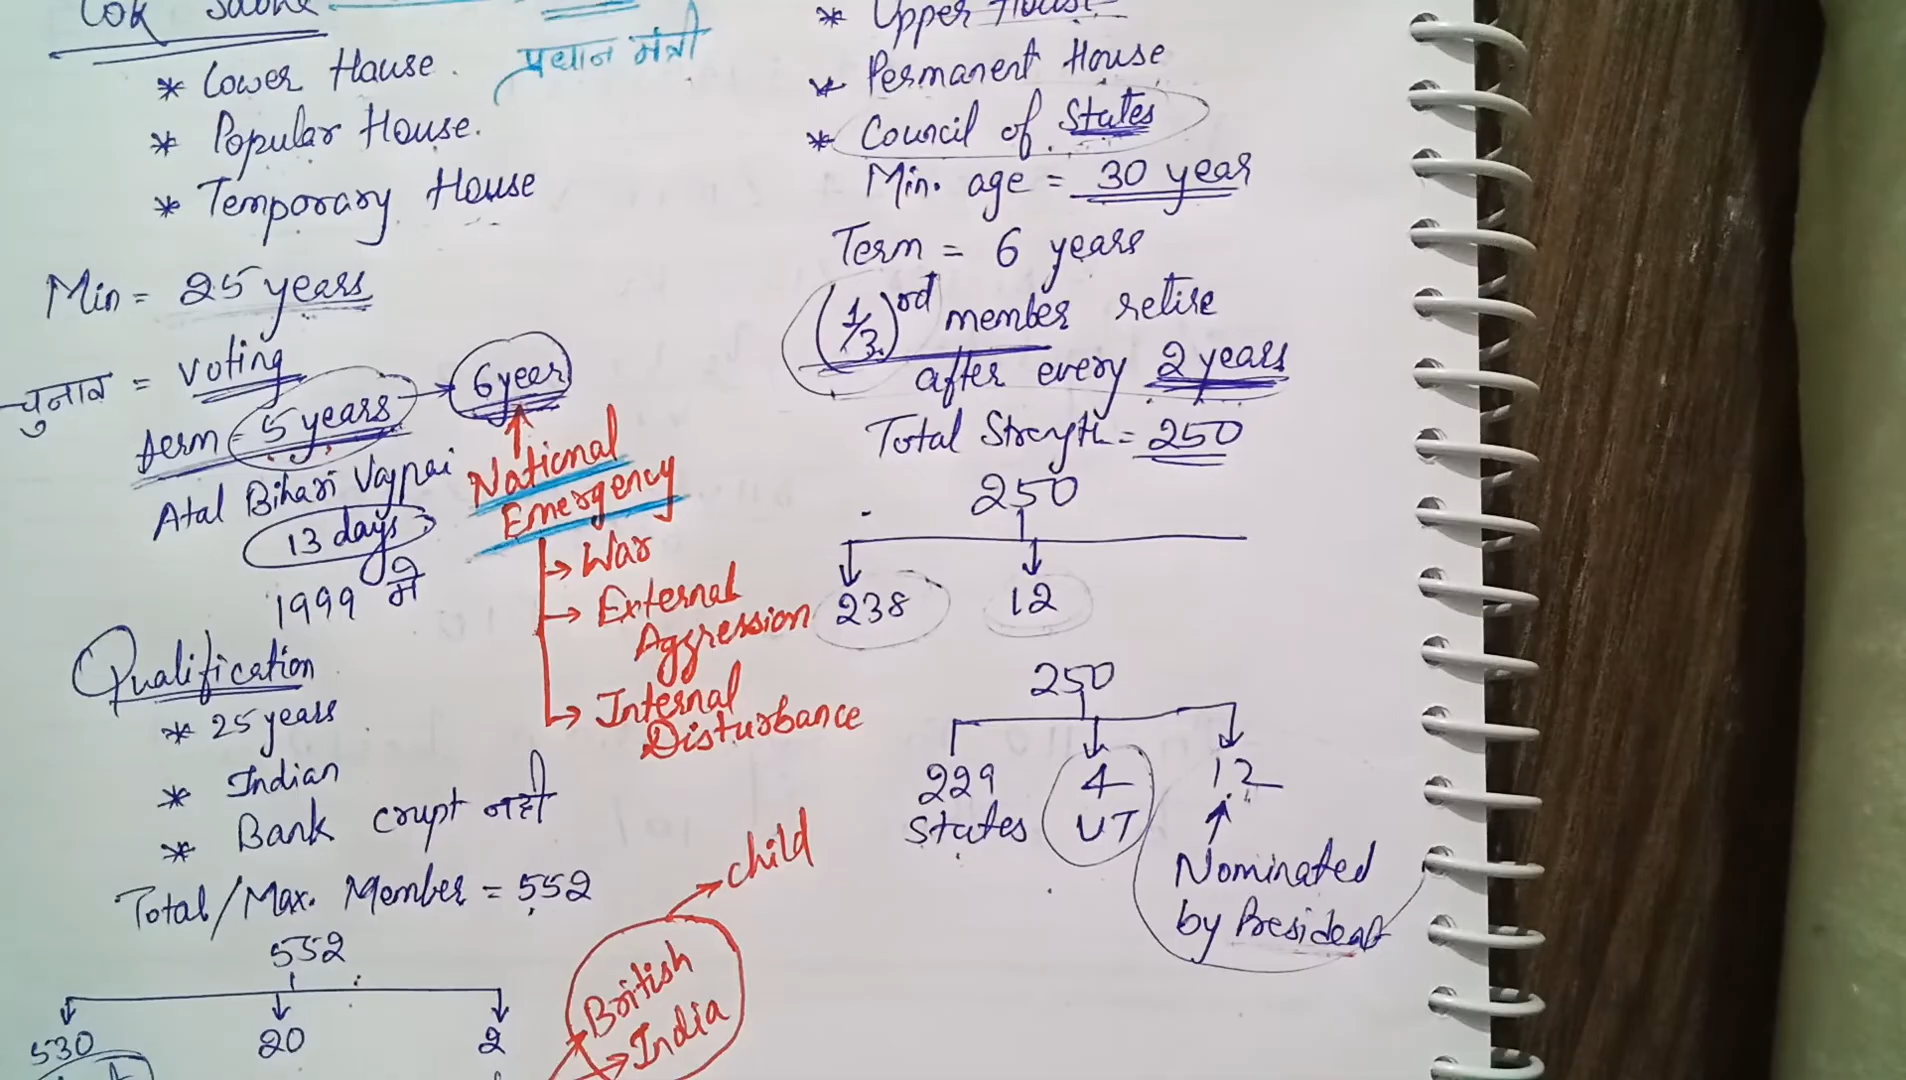 Lok Sabha
* Lower House.
प्रधान मंत्री
* Popular House.
* Temporary House
Min = 25 years
चुनाव = voting
term = 5 years → 6 year
Atal Bihari Vajpai
13 days
1999 मे
National
Emergency
→ War
→ External
Aggression
→ Internal
Disturbance
Qualification
* 25 years
* Indian
* Bank crupt नही
Total/Max. Member = 552
552
530 20 2
British
India
→ child
* Upper House
* Permanent House
* Council of States
Min. age = 30 year
Term = 6 years
(1/3)rd member retire
after every 2 years
Total Strength = 250
250
238 12
250
229 4 12
States UT
Nominated
by President